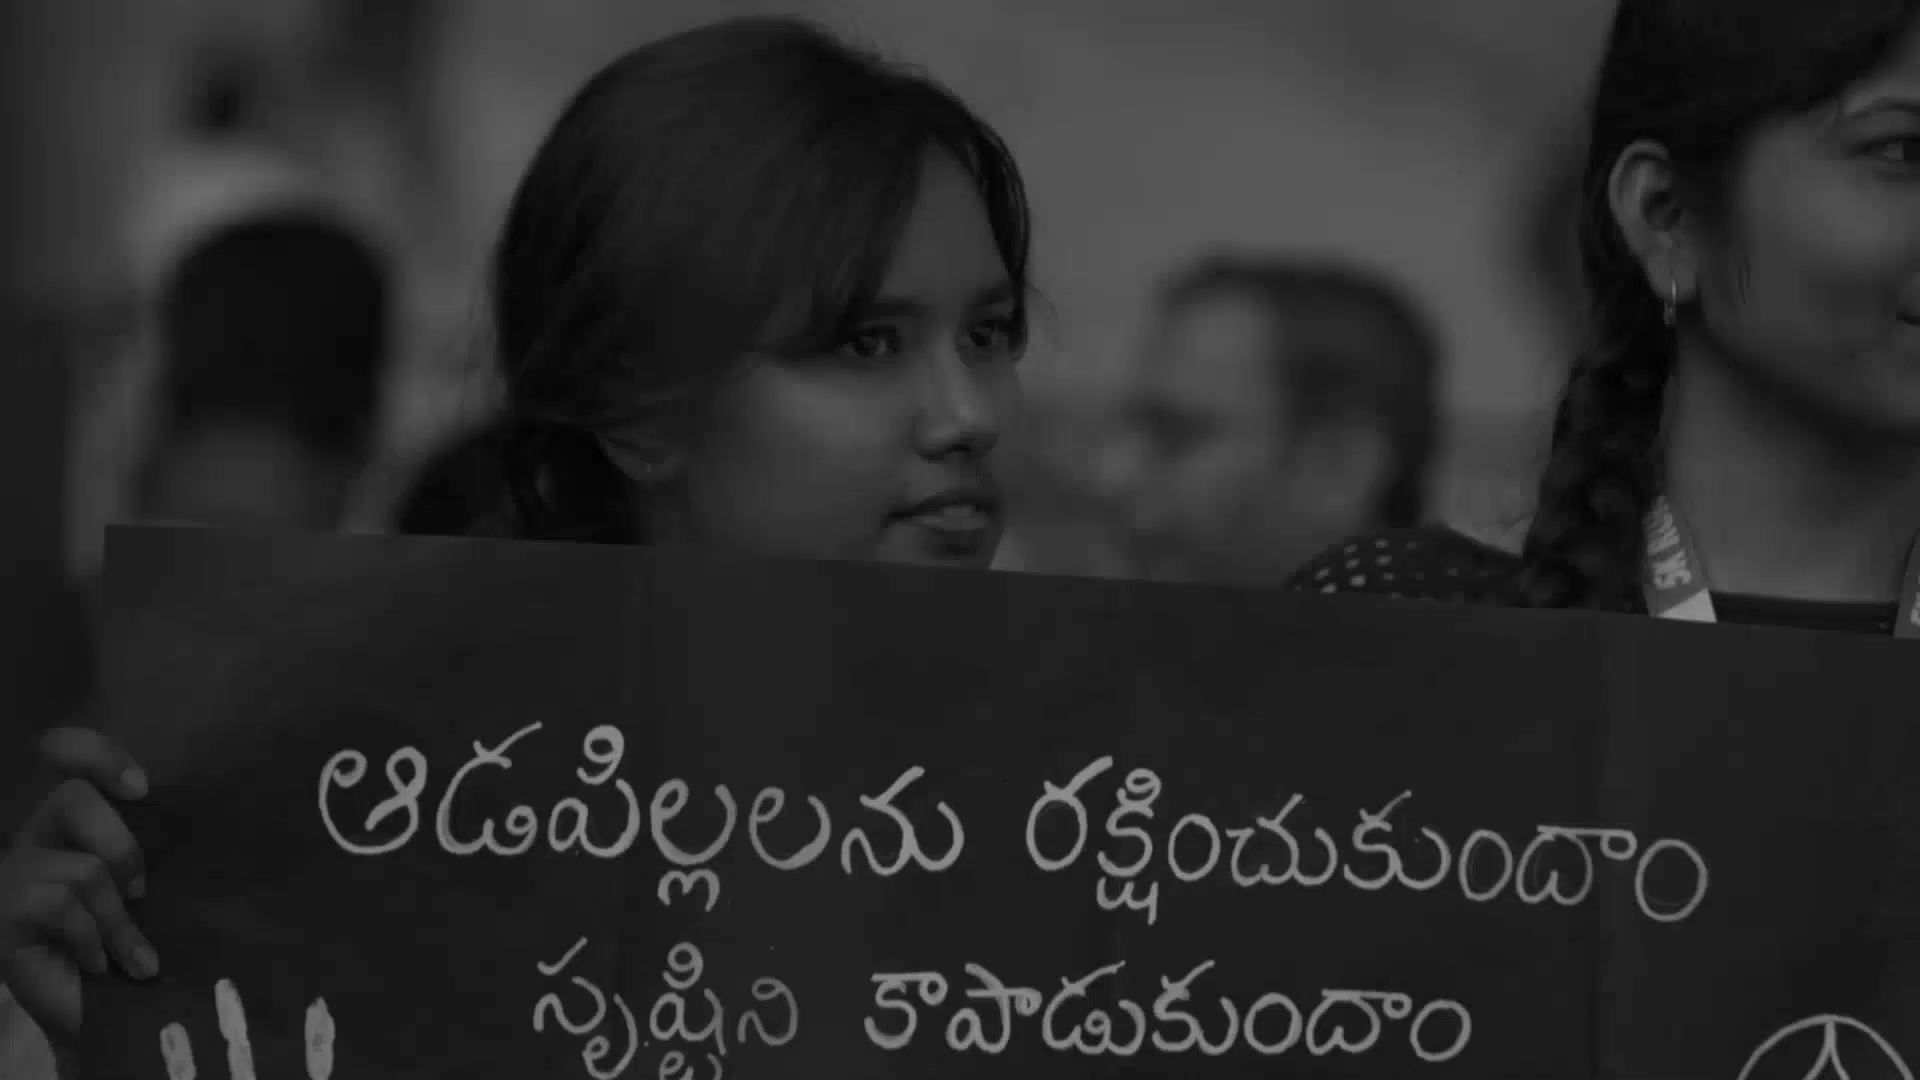 ఆడపిల్లలను రక్షించుకుందాం
సృష్టిని కాపాడుకుందాం